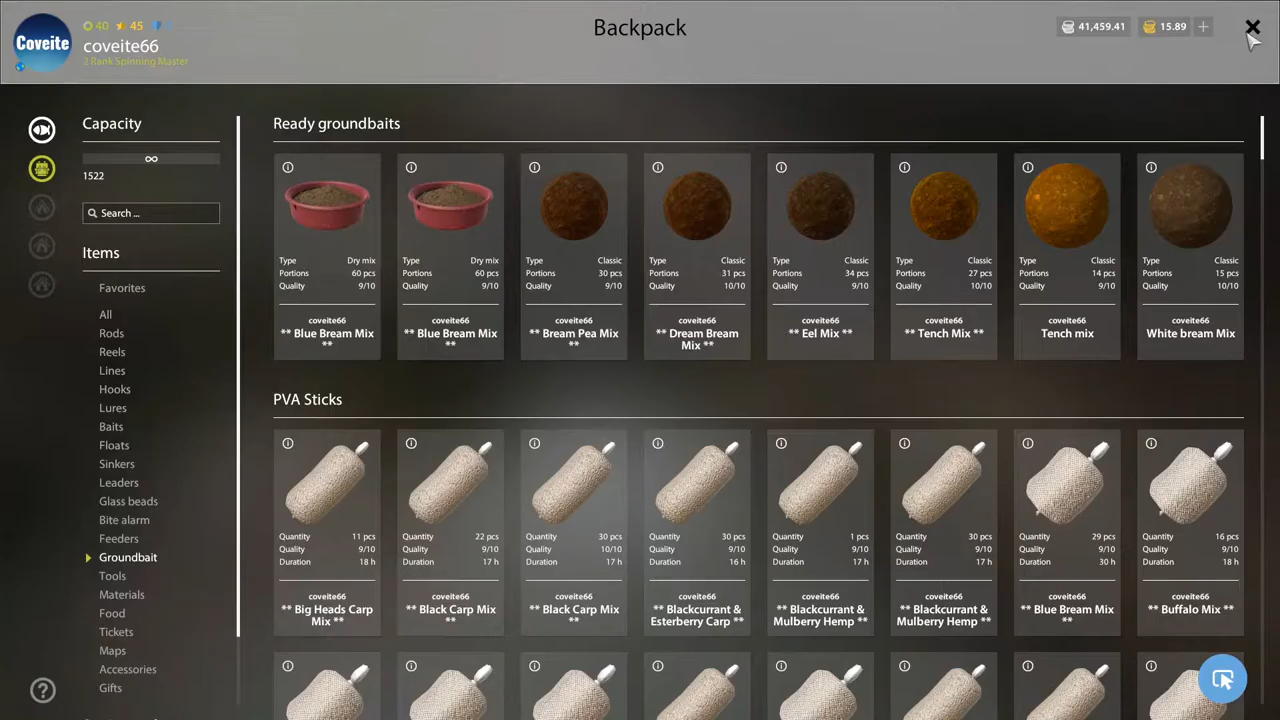 Coveite
40 45
coveite66
2 Rank Spinning Master
Backpack
41,459.41
15.89 +
Capacity
∞
1522
Search ...
Items
Favorites
All
Rods
Reels
Lines
Hooks
Lures
Baits
Floats
Sinkers
Leaders
Glass beads
Bite alarm
Feeders
Groundbait
Tools
Materials
Food
Tickets
Maps
Accessories
Gifts
?
Ready groundbaits
Type Dry mix
Portions 60 pcs
Quality 9/10
coveite66
** Blue Bream Mix
**
Type Dry mix
Portions 60 pcs
Quality 9/10
coveite66
** Blue Bream Mix
**
Type Classic
Portions 30 pcs
Quality 9/10
coveite66
** Bream Pea Mix
**
Type Classic
Portions 31 pcs
Quality 10/10
coveite66
** Dream Bream
Mix **
Type Classic
Portions 34 pcs
Quality 9/10
coveite66
** Eel Mix **
Type Classic
Portions 27 pcs
Quality 10/10
coveite66
** Tench Mix **
Type Classic
Portions 14 pcs
Quality 9/10
coveite66
Tench mix
Type Classic
Portions 15 pcs
Quality 10/10
coveite66
White bream Mix
PVA Sticks
Quantity 11 pcs
Quality 9/10
Duration 18 h
coveite66
** Big Heads Carp
Mix **
Quantity 22 pcs
Quality 9/10
Duration 17 h
coveite66
** Black Carp Mix
**
Quantity 30 pcs
Quality 10/10
Duration 17 h
coveite66
** Black Carp Mix
**
Quantity 30 pcs
Quality 9/10
Duration 16 h
coveite66
** Blackcurrant &
Esterberry Carp **
Quantity 1 pcs
Quality 9/10
Duration 17 h
coveite66
** Blackcurrant &
Mulberry Hemp **
Quantity 30 pcs
Quality 9/10
Duration 17 h
coveite66
** Blackcurrant &
Mulberry Hemp **
Quantity 29 pcs
Quality 9/10
Duration 30 h
coveite66
** Blue Bream Mix
**
Quantity 16 pcs
Quality 9/10
Duration 18 h
coveite66
** Buffalo Mix **